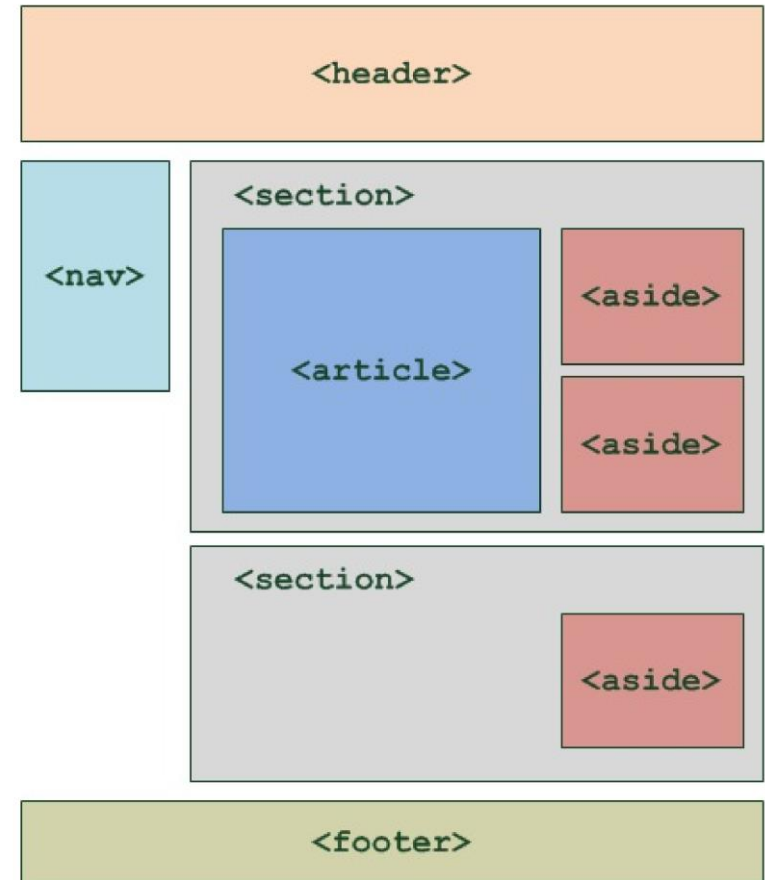 <header>
<nav>
<section>
<article>
<aside>
<aside>
<section>
<aside>
<footer>